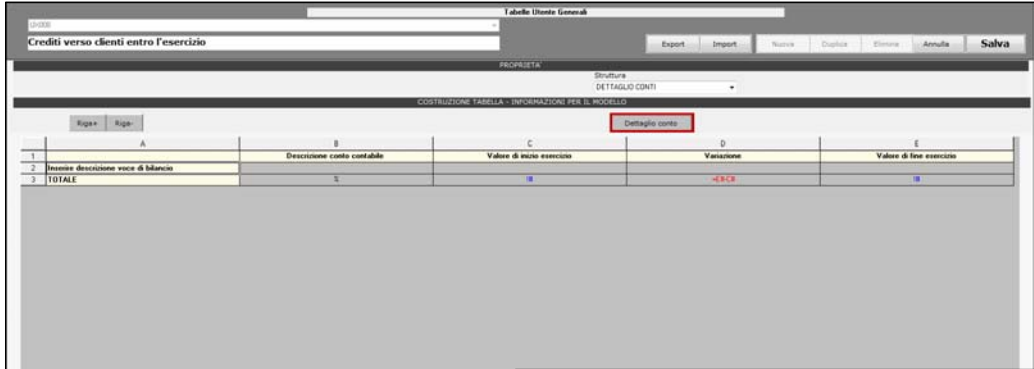 Tabelle Utente Generali
Crediti verso clienti entro l'esercizio
Export Import Nuova Duplica Elimina Annulla Salva
PROPRIETA'
Struttura
DETTAGLIO CONTI
COSTRUZIONE TABELLA - INFORMAZIONI PER IL MODELLO
Riga+ Riga- Dettaglio conto
A B C D E
1 Descrizione conto contabile Valore di inizio esercizio Variazione Valore di fine esercizio
2 Inserire descrizione voce di bilancio
3 TOTALE %